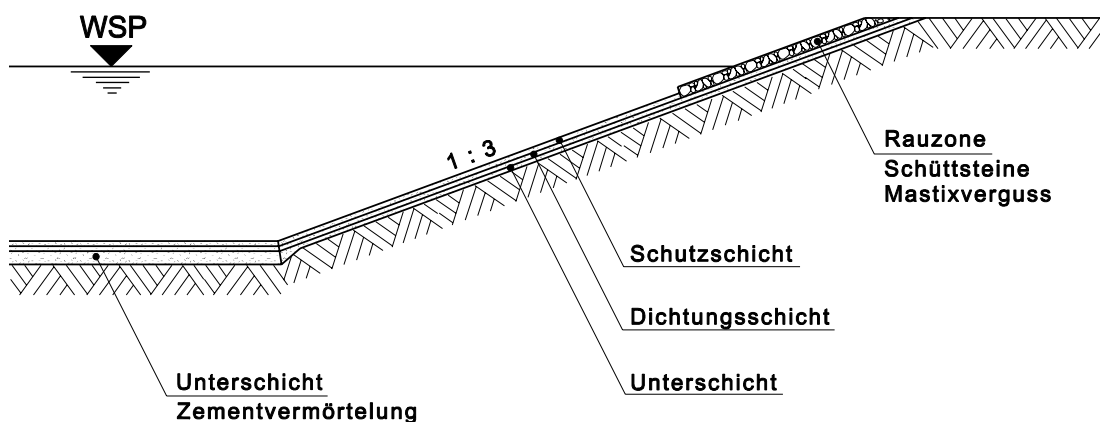 WSP
1 : 3
Rauzone
Schüttsteine
Mastixverguss
Schutzschicht
Dichtungsschicht
Unterschicht
Unterschicht
Zementvermörtelung